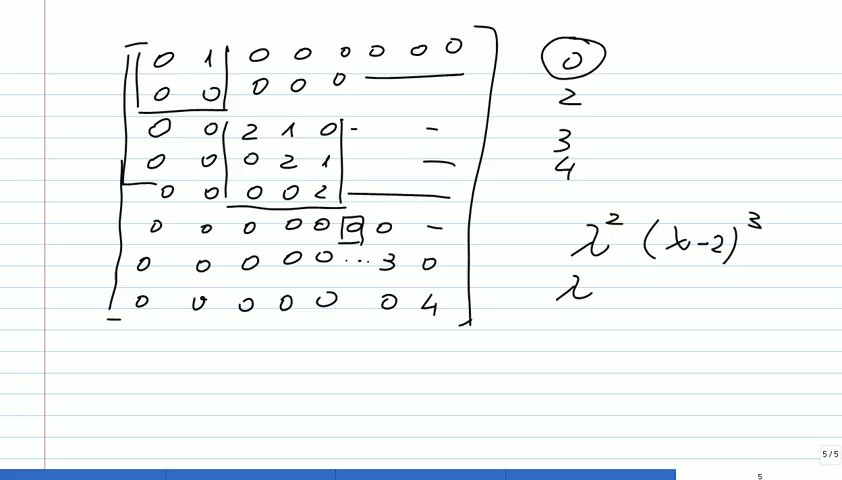 0 1 0 0 0 0 0 0
0 0 0 0 0 ___
0 0 2 1 0 - -
0 0 0 2 1 —
0 0 0 0 2 ___
0 0 0 0 0 0 0 -
0 0 0 0 0 ... 3 0
0 0 0 0 0 0 4
0
2
3
4
λ² (λ-2)³
λ
5/5
5